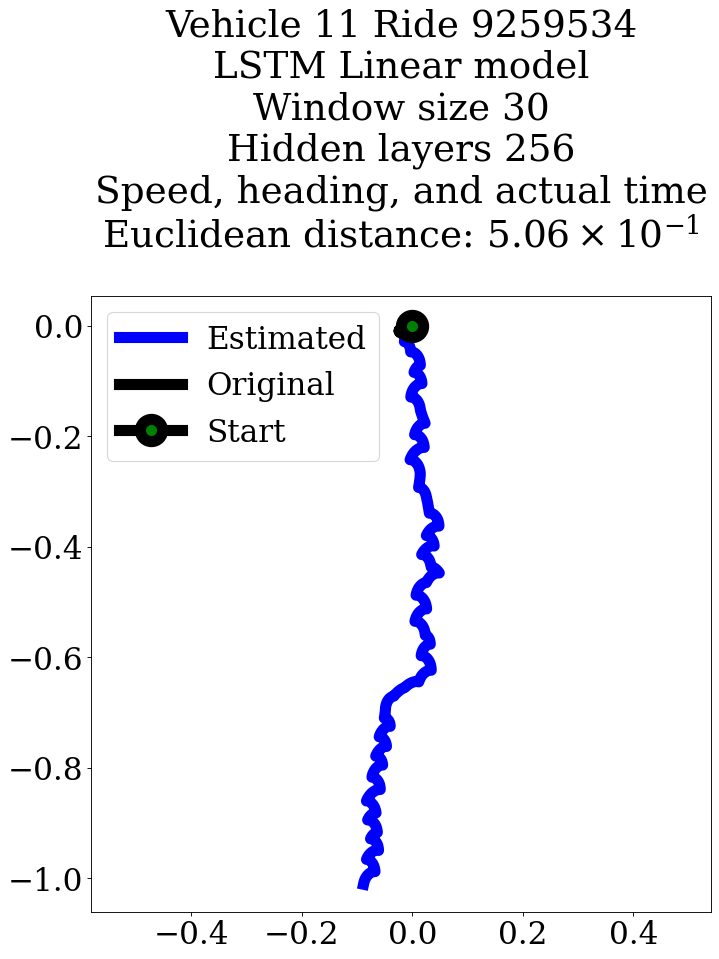 Vehicle 11 Ride 9259534
LSTM Linear model
Window size 30
Hidden layers 256
Speed, heading, and actual time
Euclidean distance: 5.06 × 10⁻¹
Estimated
Original
Start
0.0
−0.2
−0.4
−0.6
−0.8
−1.0
−0.4 −0.2 0.0 0.2 0.4